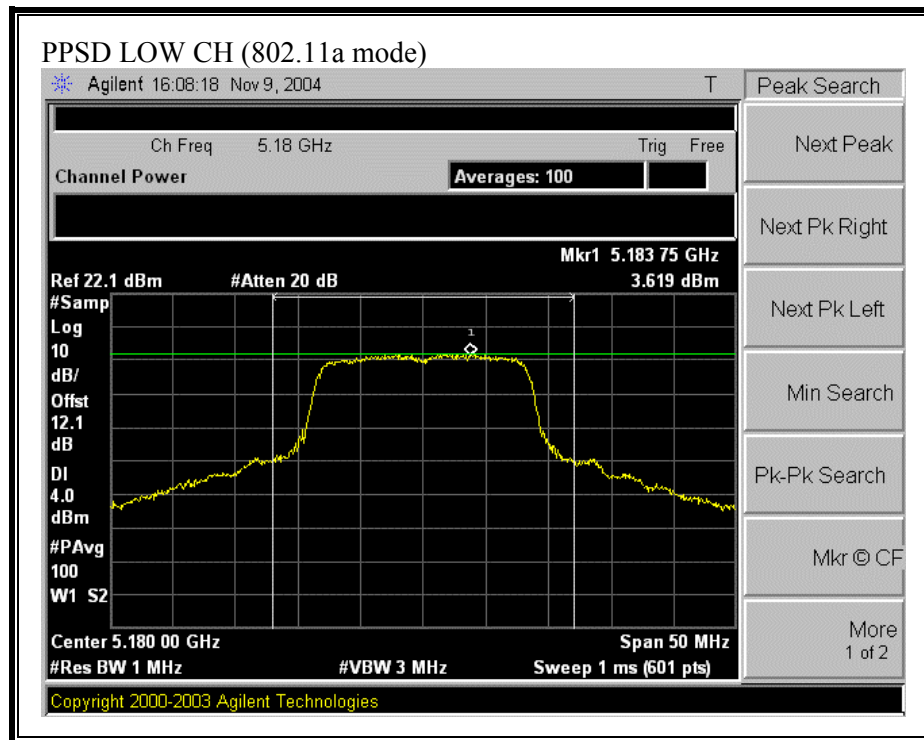 PPSD LOW CH (802.11a mode)
Agilent 16:08:18 Nov 9, 2004 T
Peak Search
Ch Freq 5.18 GHz Trig Free
Channel Power Averages: 100
Mkr1 5.183 75 GHz
Ref 22.1 dBm #Atten 20 dB 3.619 dBm
#Samp
Log
10
dB/
Offst
12.1
dB
DI
4.0
dBm
#PAvg
100
W1 S2
1
Center 5.180 00 GHz Span 50 MHz
#Res BW 1 MHz #VBW 3 MHz Sweep 1 ms (601 pts)
Copyright 2000-2003 Agilent Technologies
Next Peak
Next Pk Right
Next Pk Left
Min Search
Pk-Pk Search
Mkr © CF
More
1 of 2